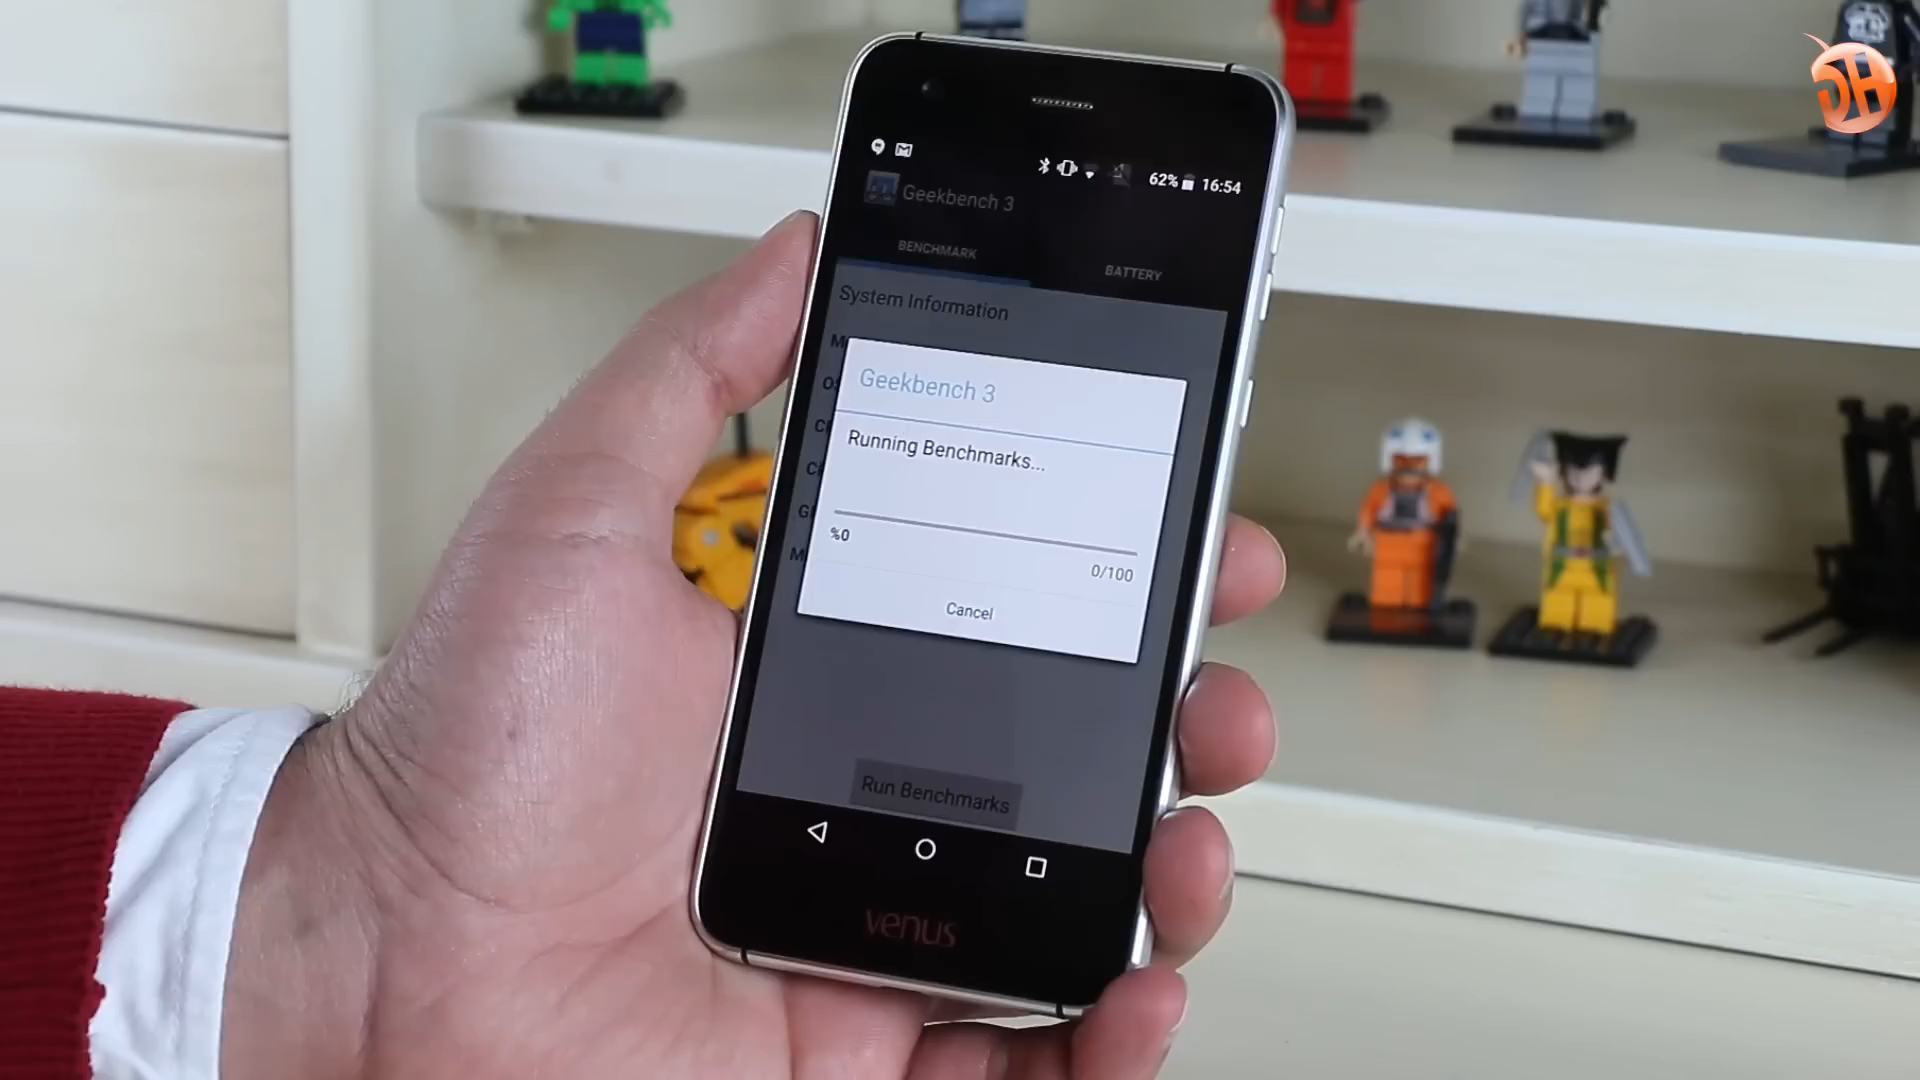 DH
62% 16:54
Geekbench 3
BENCHMARK
BATTERY
System Information
Geekbench 3
Running Benchmarks...
%0
0/100
Cancel
Run Benchmarks
venus